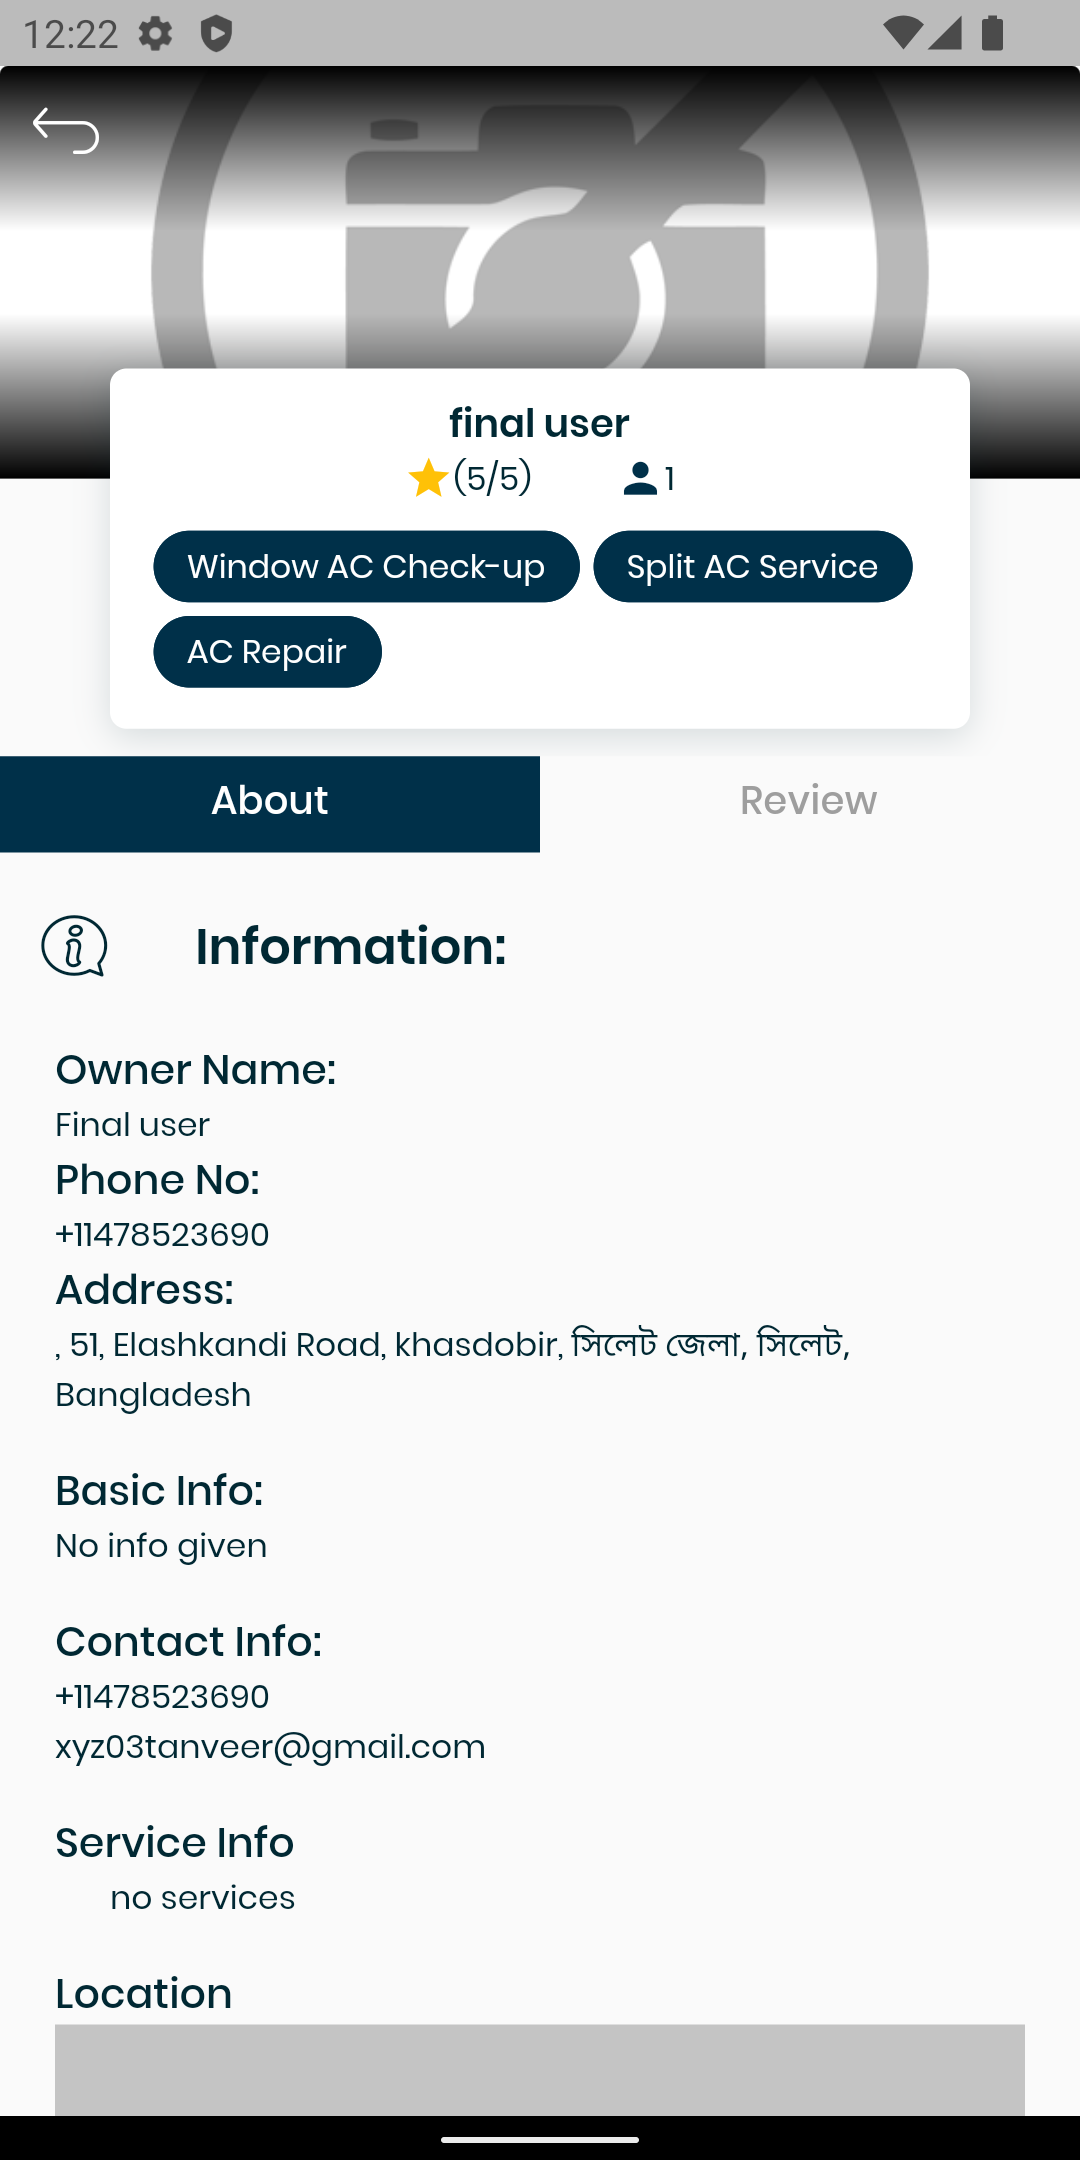 12:22
final user
(5/5) 1
Window AC Check-up Split AC Service
AC Repair
About Review
Information:
Owner Name:
Final user
Phone No:
+11478523690
Address:
, 51, Elashkandi Road, khasdobir, সিলেট জেলা, সিলেট,
Bangladesh
Basic Info:
No info given
Contact Info:
+11478523690
xyz03tanveer@gmail.com
Service Info
no services
Location